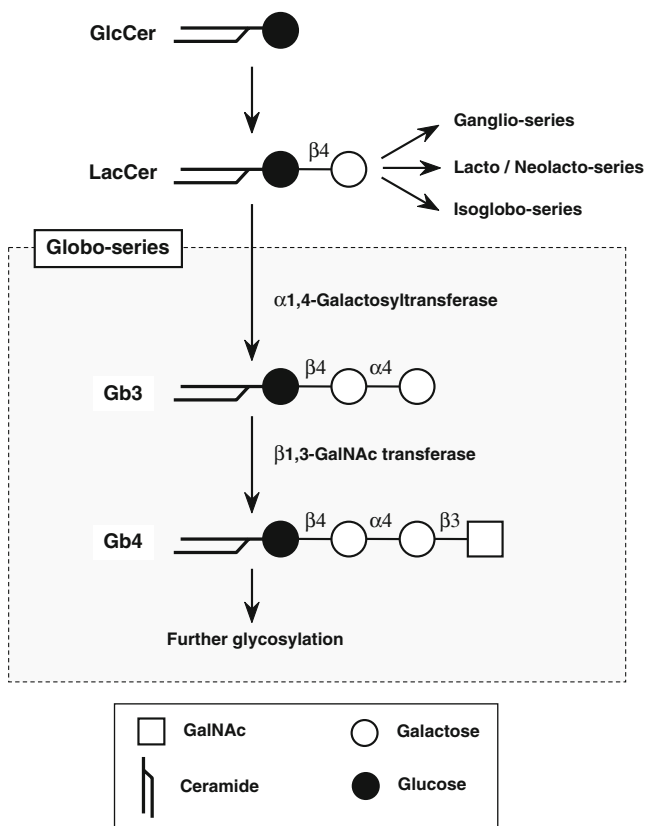 GlcCer
LacCer
β4
Ganglio-series
Lacto / Neolacto-series
Isoglobo-series
Globo-series
α1,4-Galactosyltransferase
Gb3
β4
α4
β1,3-GalNAc transferase
Gb4
β4
α4
β3
Further glycosylation
GalNAc
Galactose
Ceramide
Glucose